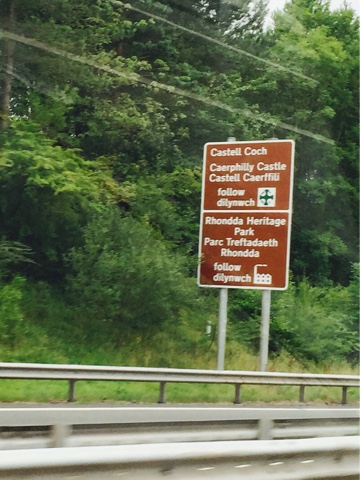 Castell Coch
Caerphilly Castle
Castell Caerffili
follow
dilynwch
Rhondda Heritage
Park
Parc Treftadaeth
Rhondda
follow
dilynwch